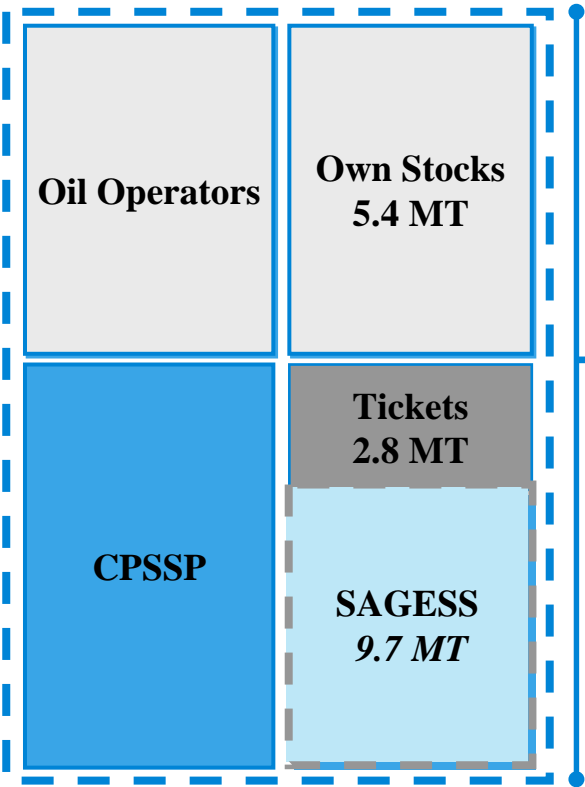 Oil Operators
Own Stocks
5.4 MT
Tickets
2.8 MT
CPSSP
SAGESS
9.7 MT